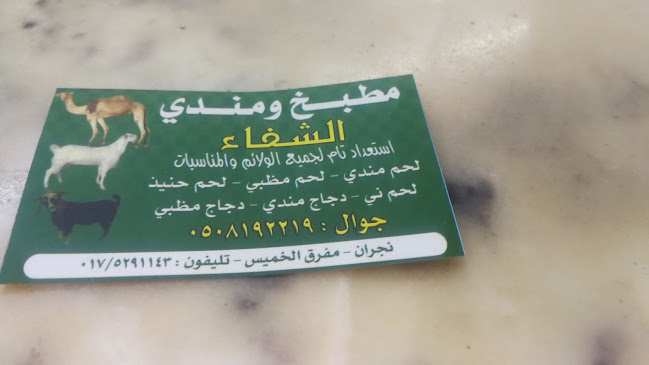 مطبخ ومندي
الشفاء
استعداد تام لجميع الولائم والمناسبات
لحم مندي - لحم مظبي - لحم حنيذ
لحم ني - دجاج مندي - دجاج مظبي
جوال : ٠٥٠٨١٩٢٢١٩
نجران - مفرق الخميس - تليفون : ٠١٧/٥٢٩١١٤٣